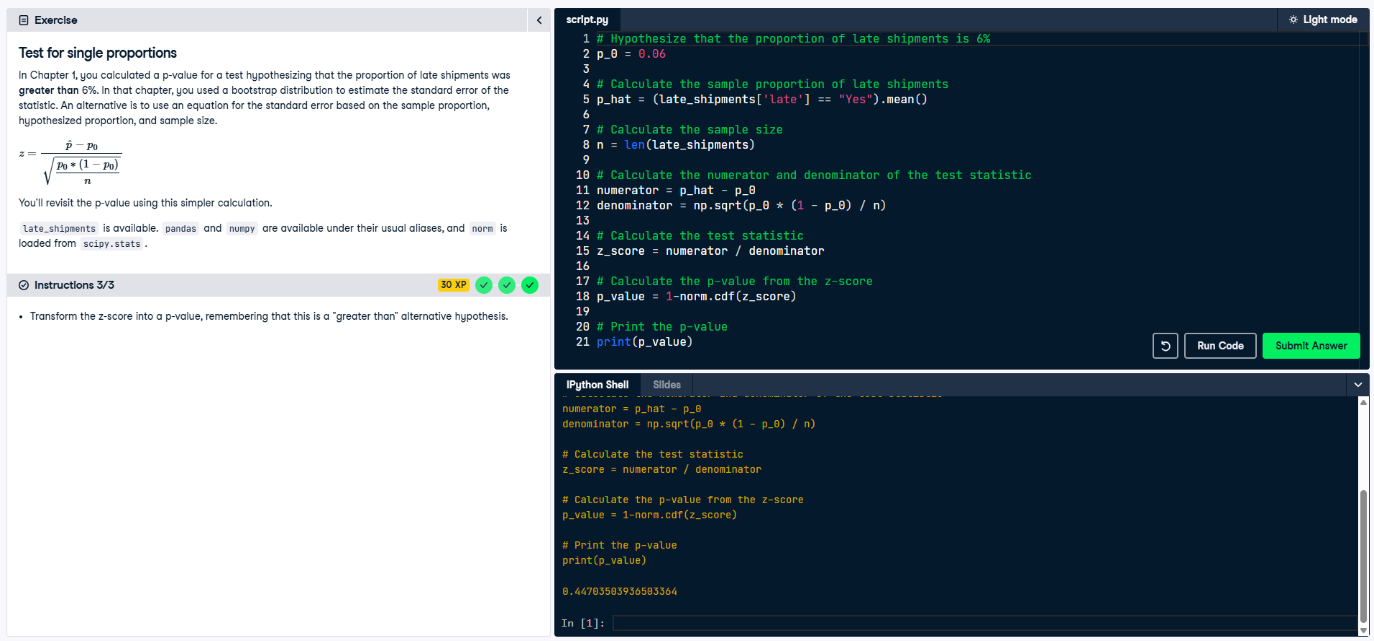 Exercise
Test for single proportions
In Chapter 1, you calculated a p-value for a test hypothesizing that the proportion of late shipments was
greater than 6%. In that chapter, you used a bootstrap distribution to estimate the standard error of the
statistic. An alternative is to use an equation for the standard error based on the sample proportion,
hypothesized proportion, and sample size.
z = (p̂ − p₀) / √(p₀ * (1 − p₀) / n)
You'll revisit the p-value using this simpler calculation.
late_shipments is available. pandas and numpy are available under their usual aliases, and norm is
loaded from scipy.stats .
Instructions 3/3
30 XP
• Transform the z-score into a p-value, remembering that this is a "greater than" alternative hypothesis.
script.py
Light mode
1 # Hypothesize that the proportion of late shipments is 6%
2 p_0 = 0.06
3
4 # Calculate the sample proportion of late shipments
5 p_hat = (late_shipments['late'] == "Yes").mean()
6
7 # Calculate the sample size
8 n = len(late_shipments)
9
10 # Calculate the numerator and denominator of the test statistic
11 numerator = p_hat - p_0
12 denominator = np.sqrt(p_0 * (1 - p_0) / n)
13
14 # Calculate the test statistic
15 z_score = numerator / denominator
16
17 # Calculate the p-value from the z-score
18 p_value = 1-norm.cdf(z_score)
19
20 # Print the p-value
21 print(p_value)
Run Code
Submit Answer
IPython Shell
Slides
numerator = p_hat - p_0
denominator = np.sqrt(p_0 * (1 - p_0) / n)
# Calculate the test statistic
z_score = numerator / denominator
# Calculate the p-value from the z-score
p_value = 1-norm.cdf(z_score)
# Print the p-value
print(p_value)
0.44703503936503364
In [1]: